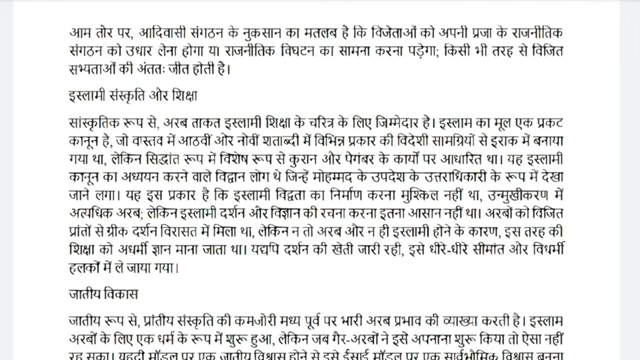 आम तौर पर, आदिवासी संगठन के नुकसान का मतलब है कि विजेताओं को अपनी प्रजा के राजनीतिक
संगठन को उधार लेना होगा या राजनीतिक विघटन का सामना करना पड़ेगा; किसी भी तरह से विजित
सभ्यताओं की अंततः जीत होती है।
इस्लामी संस्कृति और शिक्षा
सांस्कृतिक रूप से, अरब ताकत इस्लामी शिक्षा के चरित्र के लिए जिम्मेदार है। इस्लाम का मूल एक प्रकट
कानून है, जो वास्तव में आठवीं और नौवीं शताब्दी में विभिन्न प्रकार की विदेशी सामग्रियों से इराक में बनाया
गया था, लेकिन सिद्धांत रूप में विशेष रूप से कुरान और पैगंबर के कार्यों पर आधारित था। यह इस्लामी
कानून का अध्ययन करने वाले विद्वान लोग थे जिन्हें मोहम्मद के उपदेश के उत्तराधिकारी के रूप में देखा
जाने लगा। यह इस प्रकार है कि इस्लामी विद्वता का निर्माण करना मुश्किल नहीं था, उन्मुखीकरण में
अत्यधिक अरब; लेकिन इस्लामी दर्शन और विज्ञान की रचना करना इतना आसान नहीं था। अरबों को विजित
प्रांतों से ग्रीक दर्शन विरासत में मिला था, लेकिन न तो अरब और न ही इस्लामी होने के कारण, इस तरह की
शिक्षा को अधर्मी ज्ञान माना जाता था। यद्यपि दर्शन की खेती जारी रही, इसे धीरे-धीरे सीमांत और विधर्मी
हलकों में ले जाया गया।
जातीय विकास
जातीय रूप से, प्रांतीय संस्कृति की कमजोरी मध्य पूर्व पर भारी अरब प्रभाव की व्याख्या करती है। इस्लाम
अरबों के लिए एक धर्म के रूप में शुरू हुआ, लेकिन जब गैर-अरबों ने इसे अपनाना शुरू किया तो ऐसा नहीं
रह सका। यहूदी मॉडल पर एक जातीय विश्वास होने से इसे ईसाई मॉडल पर एक सार्वभौमिक विश्वास बनना